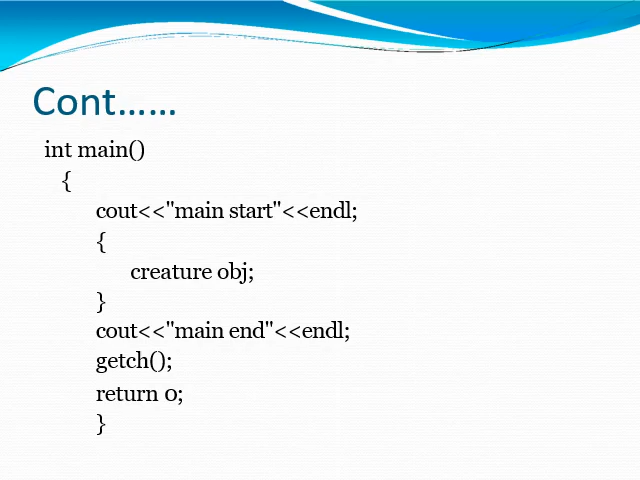 Cont……
int main()
{
cout<<"main start"<<endl;
{
creature obj;
}
cout<<"main end"<<endl;
getch();
return 0;
}